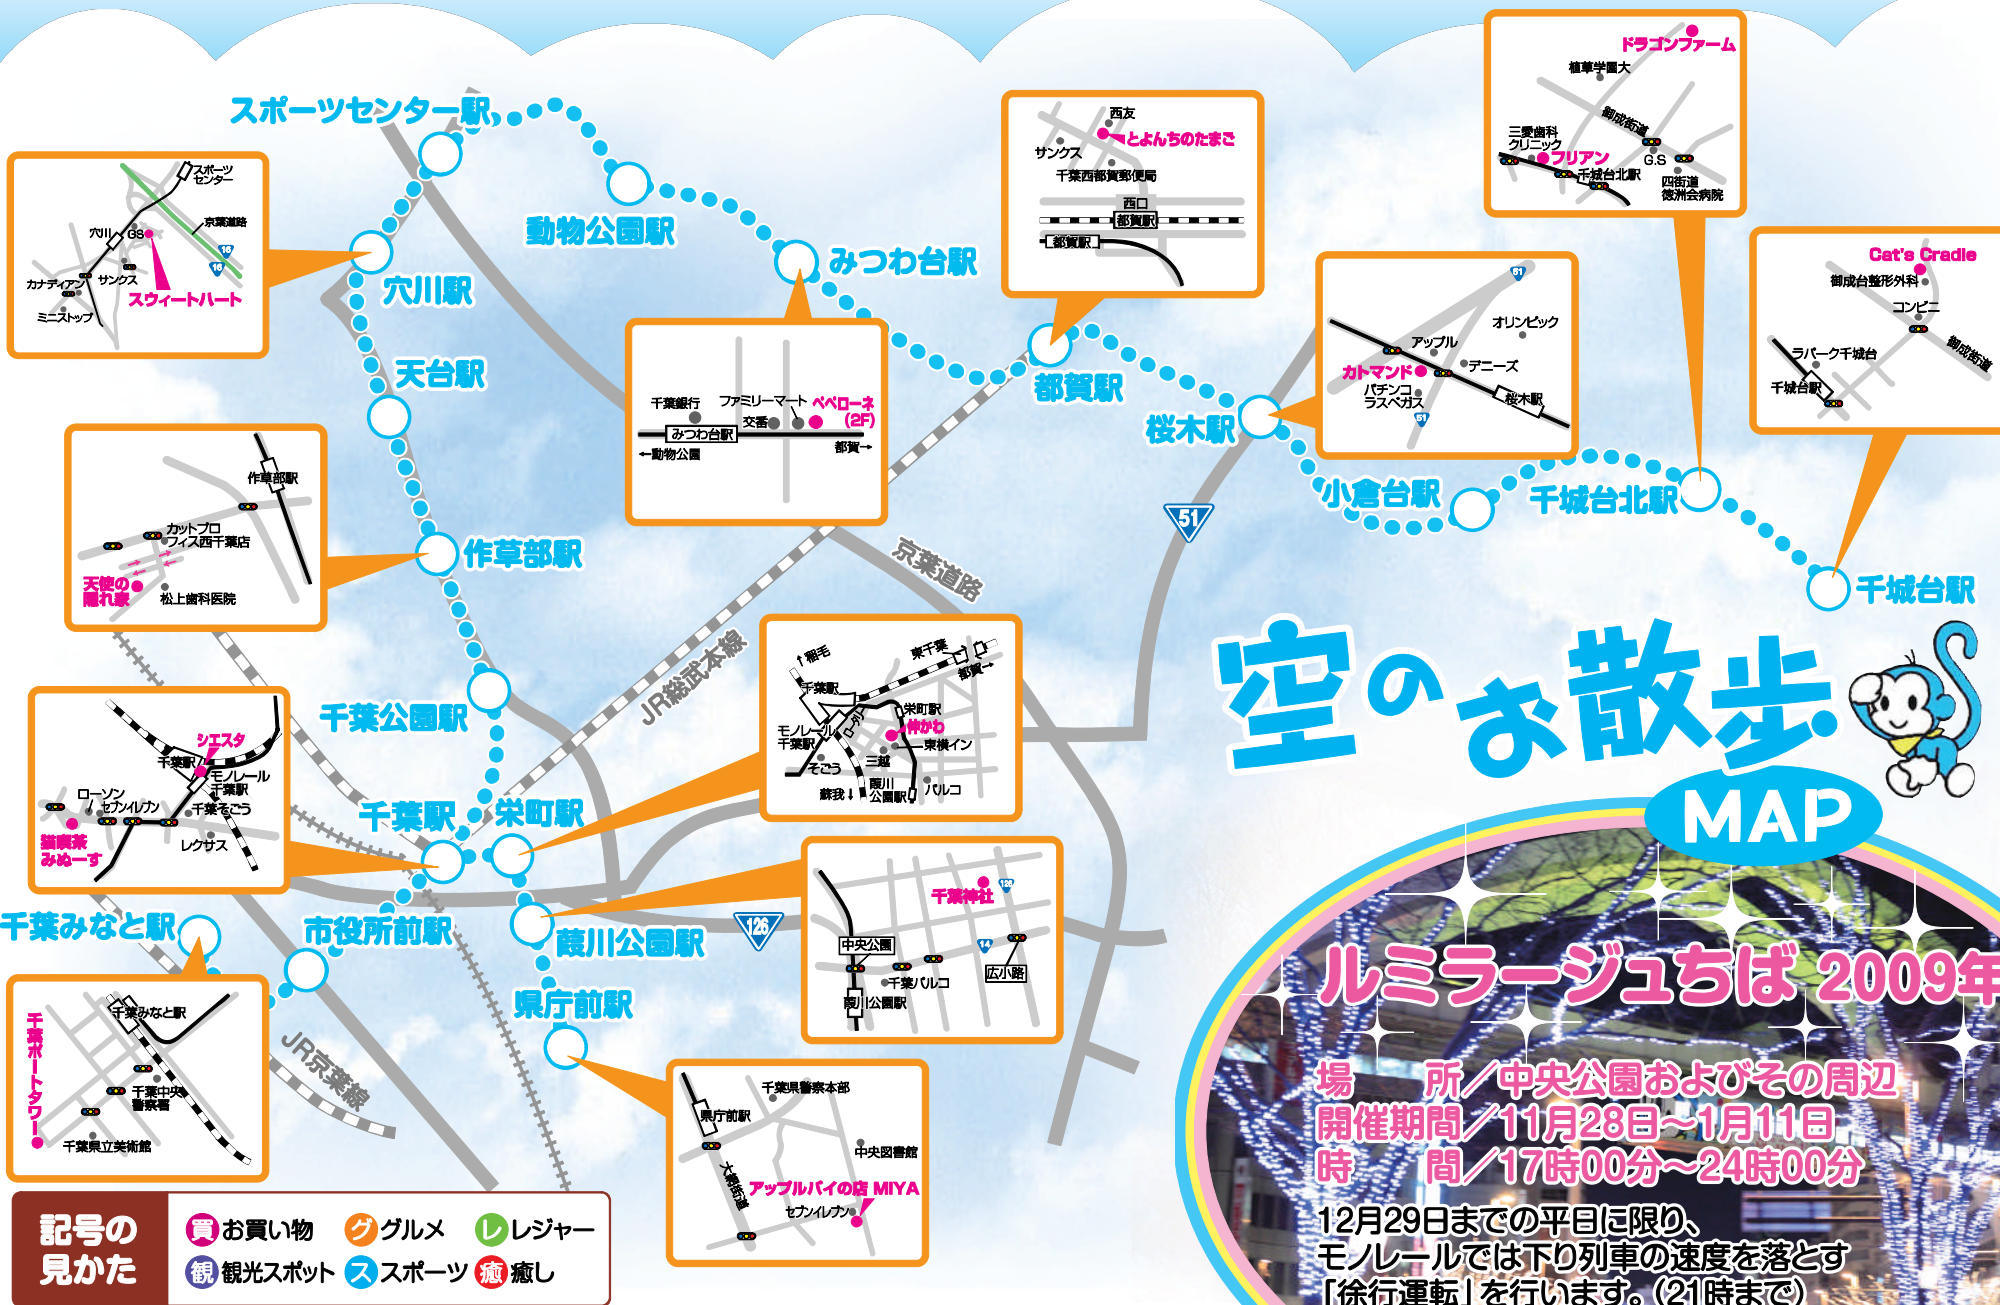 スポーツセンター駅
動物公園駅
みつわ台駅
穴川駅
天台駅
作草部駅
千葉公園駅
千葉駅
栄町駅
市役所前駅
千葉みなと駅
葭川公園駅
県庁前駅
都賀駅
桜木駅
小倉台駅
千城台北駅
千城台駅
京葉道路
JR総武本線
JR京葉線
51
126
スポーツ
センター
京葉道路
16
16
穴川
GS
サンクス
カナディアン
ミニストップ
スウィートハート
作草部駅
カットプロ
フィス西千葉店
天使の
隠れ家
松上歯科医院
シエスタ
千葉駅
モノレール
千葉駅
ローソン
セブンイレブン
千葉そごう
レクサス
猫喫茶
みぬーす
千葉みなと駅
千葉ポートタワー
千葉中央
警察署
千葉県立美術館
千葉銀行
ファミリーマート
交番
ペペローネ
(2F)
みつわ台駅
←動物公園
都賀→
西友
とよんちのたまご
サンクス
千葉西都賀郵便局
西口
都賀駅
都賀駅
ドラゴンファーム
植草学園大
御成街道
三愛歯科
クリニック
フリアン
G.S
千城台北駅
四街道
徳洲会病院
51
オリンピック
アップル
デニーズ
カトマンド
パチンコ
ラスベガス
桜木駅
51
Cat's Cradle
御成台整形外科
コンビニ
御成街道
ラパーク千城台
千城台駅
↑稲毛
東千葉
都賀→
千葉駅
ロータリー
栄町駅
仲かわ
モノレール
千葉駅
東横イン
三越
そごう
葭川
公園駅
パルコ
蘇我↓
千葉神社
126
14
中央公園
広小路
千葉パルコ
葭川公園駅
千葉県警察本部
県庁前駅
中央図書館
大網街道
アップルパイの店 MIYA
セブンイレブン
空のお散歩
MAP
ルミラージュちば 2009年
場　所／中央公園およびその周辺
開催期間／11月28日〜1月11日
時　間／17時00分〜24時00分
12月29日までの平日に限り、
モノレールでは下り列車の速度を落とす
「徐行運転」を行います。(21時まで)
記号の
見かた
買 お買い物
グ グルメ
レ レジャー
観 観光スポット
ス スポーツ
癒 癒し